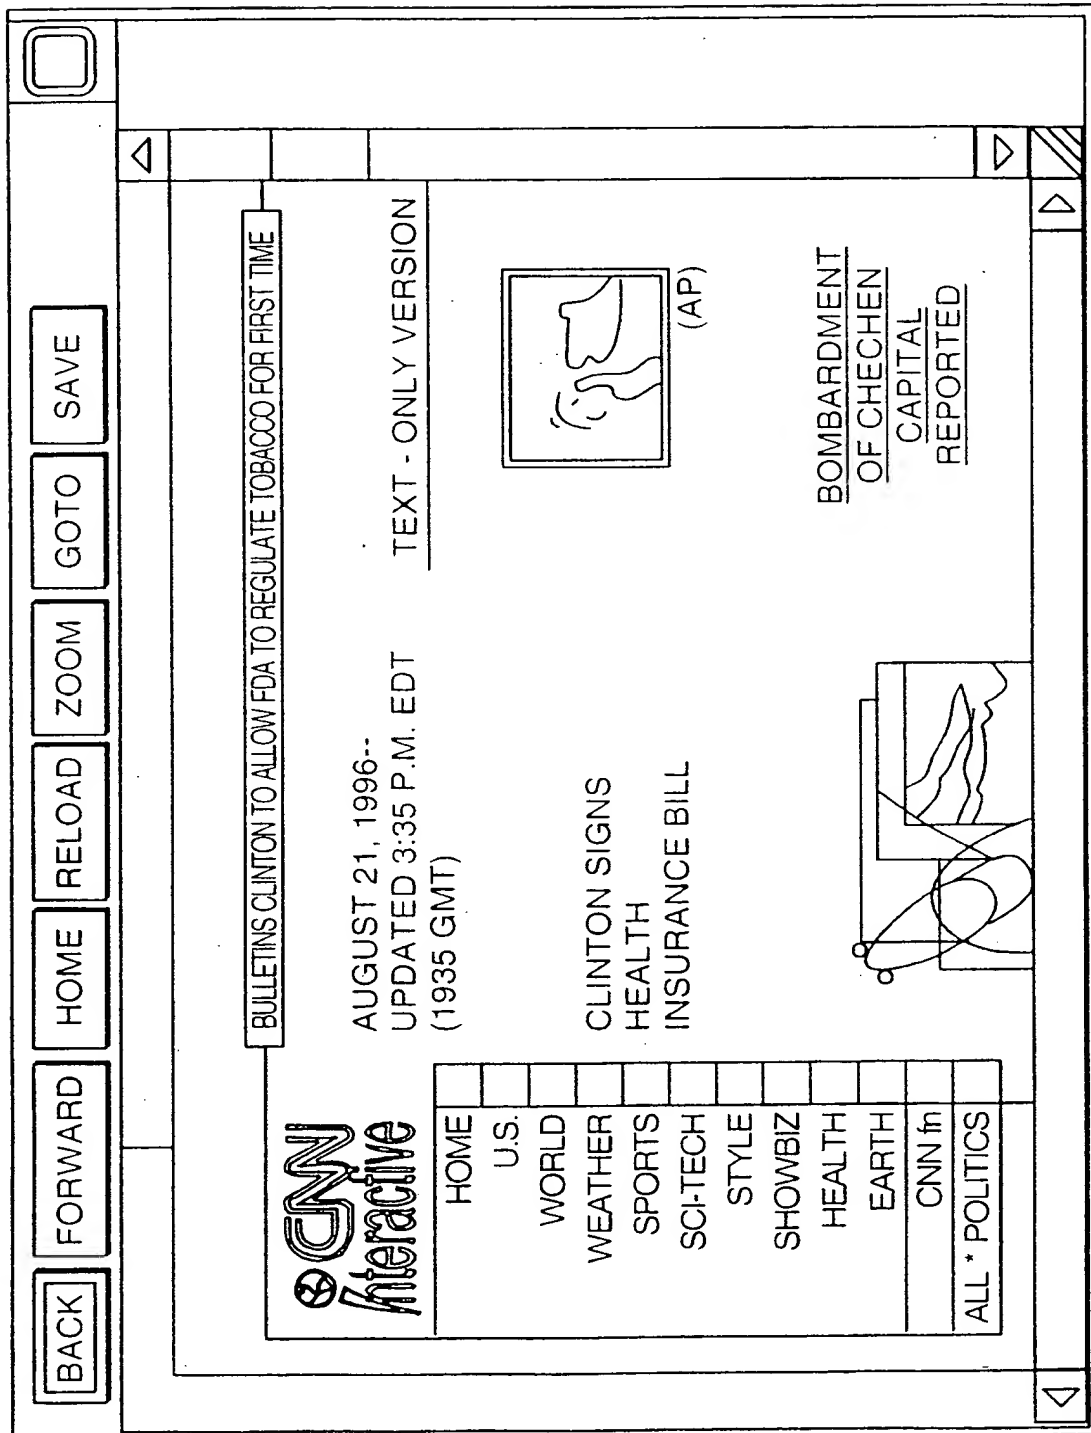 BACK
FORWARD
HOME
RELOAD
ZOOM
GOTO
SAVE
BULLETINS CLINTON TO ALLOW FDA TO REGULATE TOBACCO FOR FIRST TIME
CNN
Interactive
AUGUST 21, 1996--
UPDATED 3:35 P.M. EDT
(1935 GMT)
TEXT - ONLY VERSION
HOME
U.S.
WORLD
WEATHER
SPORTS
SCI-TECH
STYLE
SHOWBIZ
HEALTH
EARTH
CNN fn
ALL * POLITICS
CLINTON SIGNS
HEALTH
INSURANCE BILL
(AP)
BOMBARDMENT
OF CHECHEN
CAPITAL
REPORTED